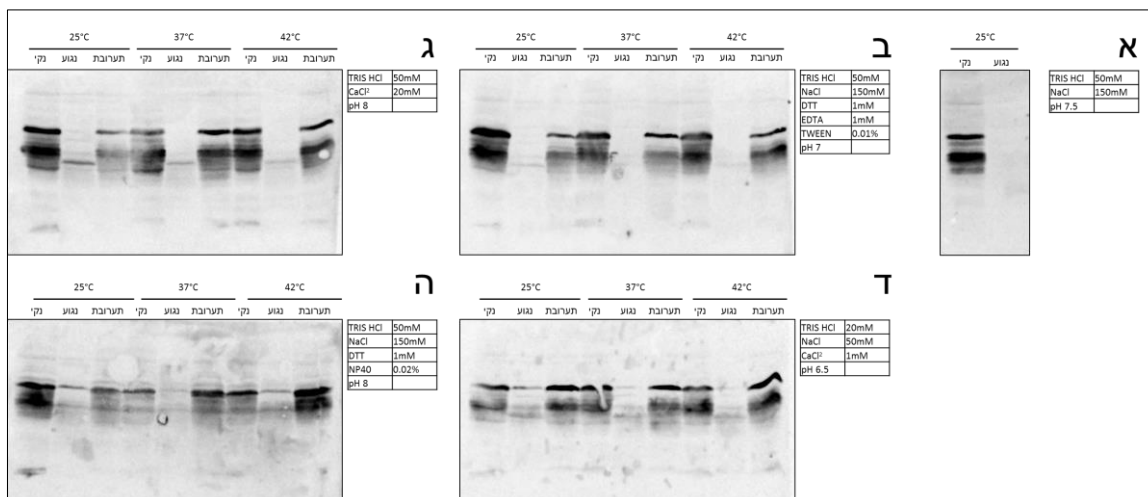 א
25°C
נקי נגוע
TRIS HCl 50mM
NaCl 150mM
pH 7.5
ב
25°C 37°C 42°C
נקי נגוע תערובת נקי נגוע תערובת נקי נגוע תערובת
TRIS HCl 50mM
NaCl 150mM
DTT 1mM
EDTA 1mM
TWEEN 0.01%
pH 7
ג
25°C 37°C 42°C
נקי נגוע תערובת נקי נגוע תערובת נקי נגוע תערובת
TRIS HCl 50mM
CaCl² 20mM
pH 8
ד
25°C 37°C 42°C
נקי נגוע תערובת נקי נגוע תערובת נקי נגוע תערובת
TRIS HCl 20mM
NaCl 50mM
CaCl² 1mM
pH 6.5
ה
25°C 37°C 42°C
נקי נגוע תערובת נקי נגוע תערובת נקי נגוע תערובת
TRIS HCl 50mM
NaCl 150mM
DTT 1mM
NP40 0.02%
pH 8